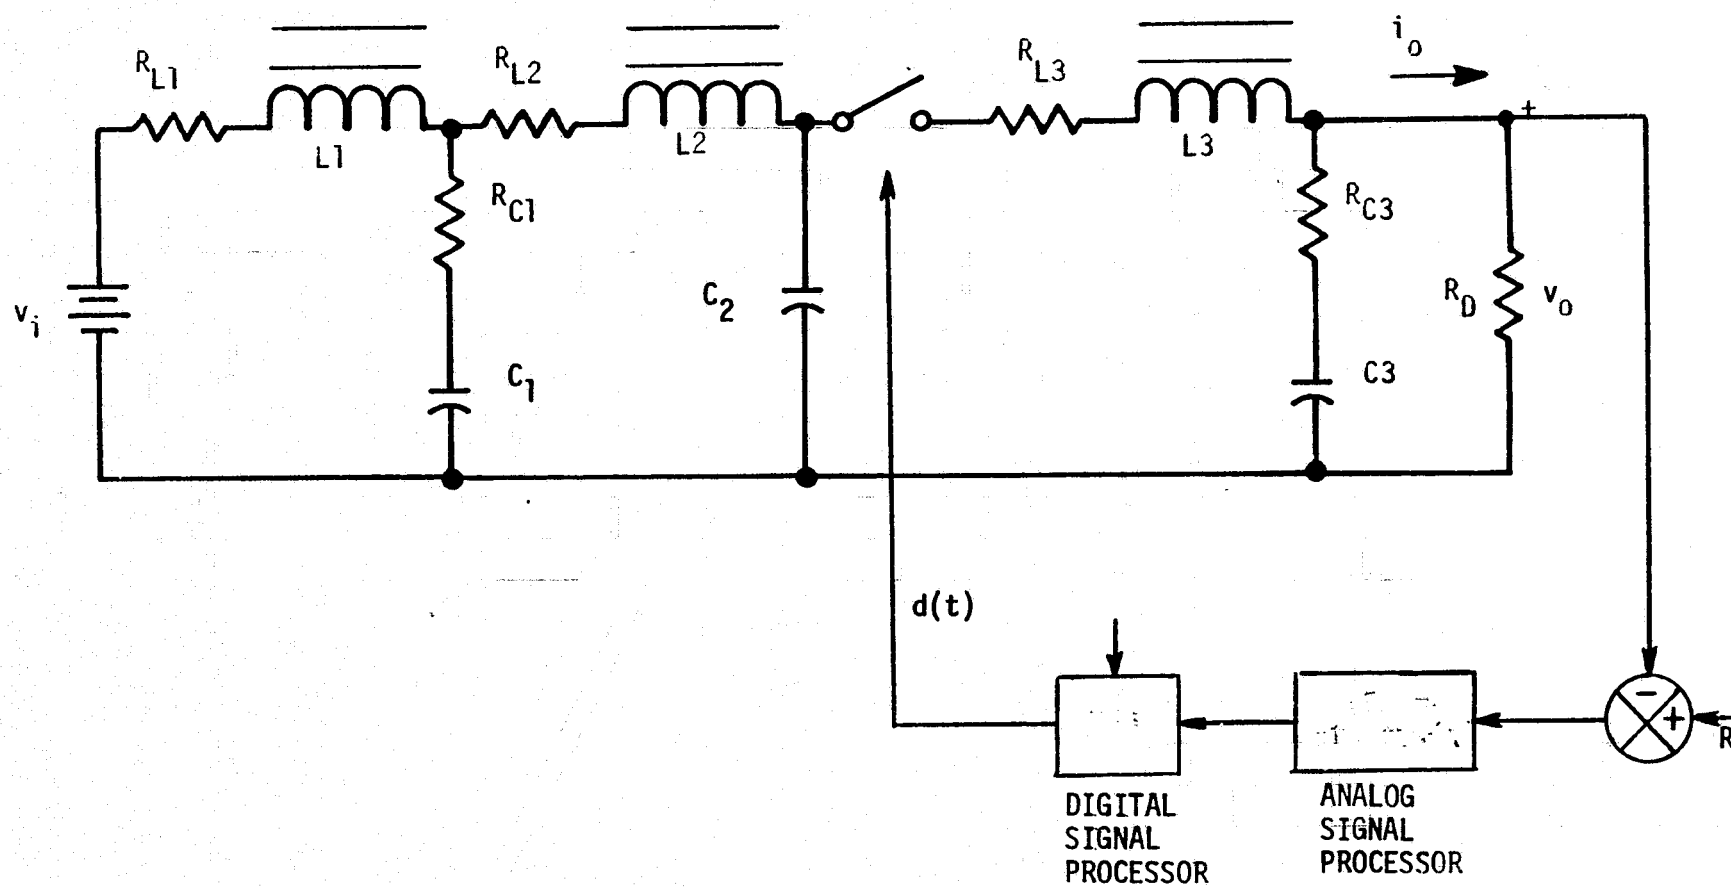 R_L1
R_L2
R_L3
i_o
+
L1
L2
L3
R_C1
R_C3
v_i
C_2
R_D
v_o
C_1
C3
d(t)
−
+
R
DIGITAL
SIGNAL
PROCESSOR
ANALOG
SIGNAL
PROCESSOR